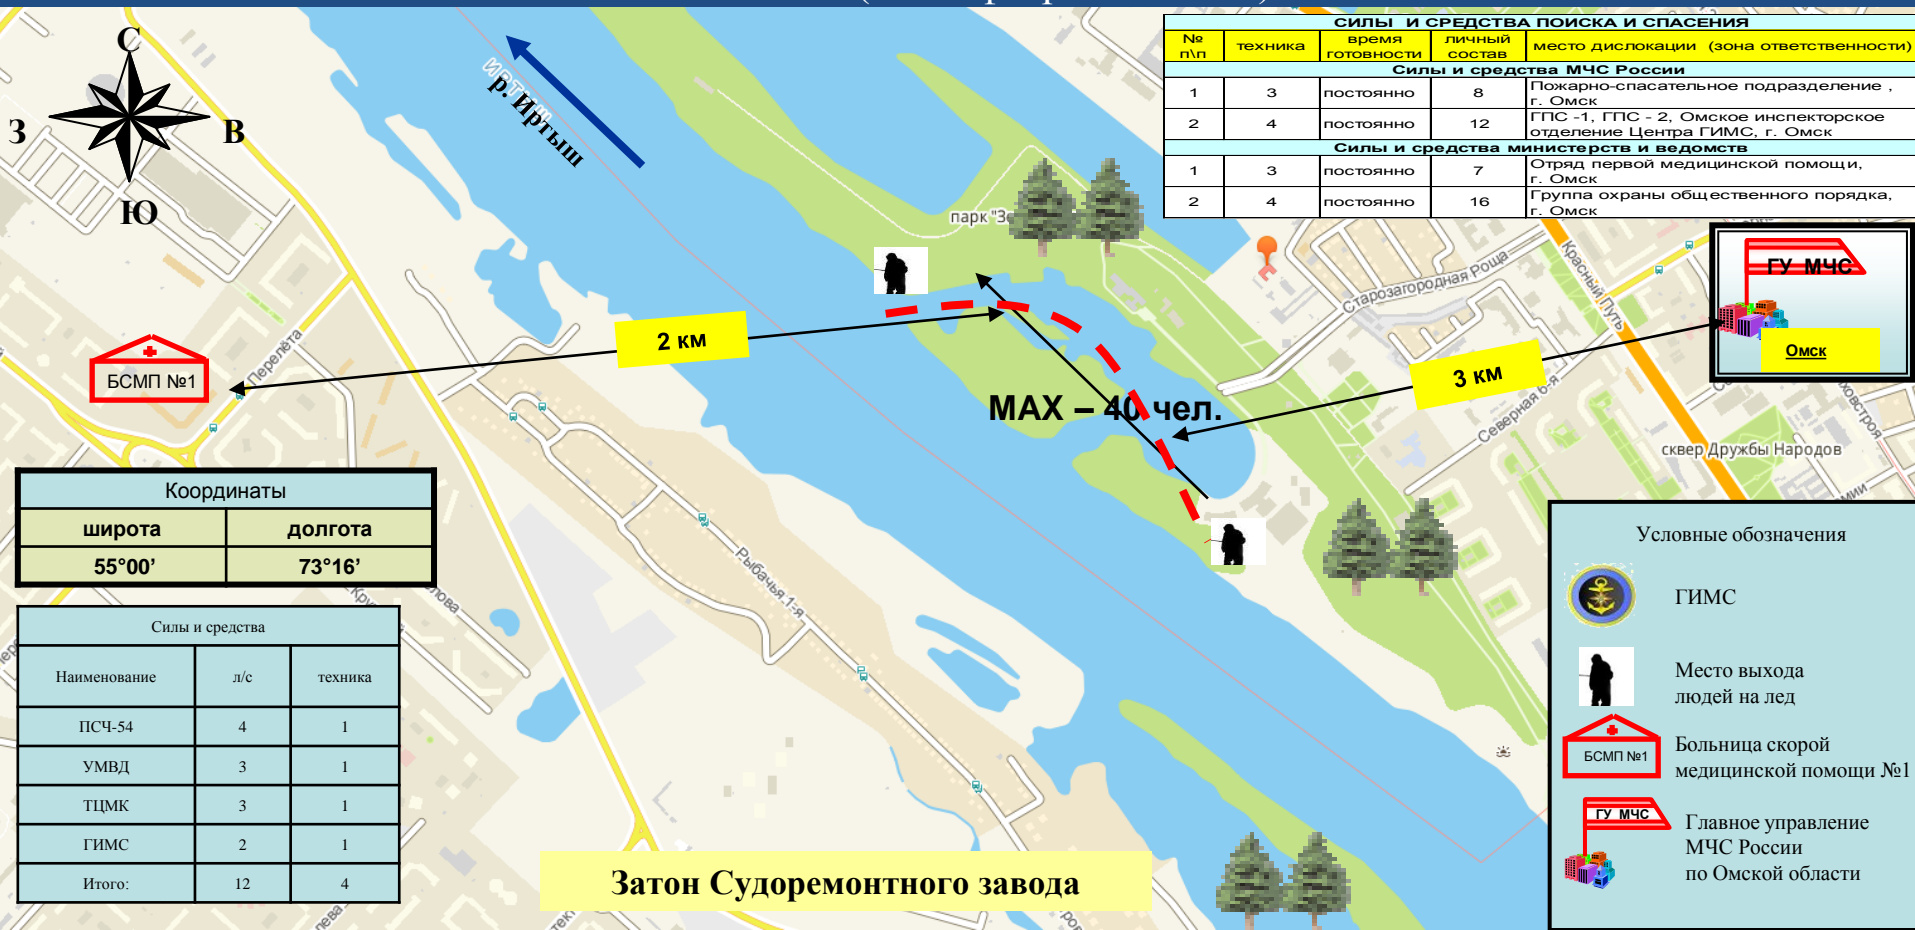 СИЛЫ И СРЕДСТВА ПОИСКА И СПАСЕНИЯ
№ п\п техника время готовности личный состав место дислокации (зона ответственности)
Силы и средства МЧС России
1 3 постоянно 8 Пожарно-спасательное подразделение , г. Омск
2 4 постоянно 12 ГПС -1, ГПС - 2, Омское инспекторское отделение Центра ГИМС, г. Омск
Силы и средства министерств и ведомств
1 3 постоянно 7 Отряд первой медицинской помощи, г. Омск
2 4 постоянно 16 Группа охраны общественного порядка, г. Омск
С
З
В
Ю
ИРТЫШ
р. Иртыш
парк
Старозагородная Роща
Красный Путь
ГУ МЧС
Омск
БСМП №1
Перелёта
2 км
3 км
МАХ – 40 чел.
Северная 6-я
сквер Дружбы Народов
Координаты
широта долгота
55°00’ 73°16’
Рыбачья 1-я
Силы и средства
Наименование л/с техника
ПСЧ-54 4 1
УМВД 3 1
ТЦМК 3 1
ГИМС 2 1
Итого: 12 4
Затон Судоремонтного завода
Условные обозначения
ГИМС
Место выхода
людей на лед
БСМП №1
Больница скорой
медицинской помощи №1
ГУ МЧС
Главное управление
МЧС России
по Омской области